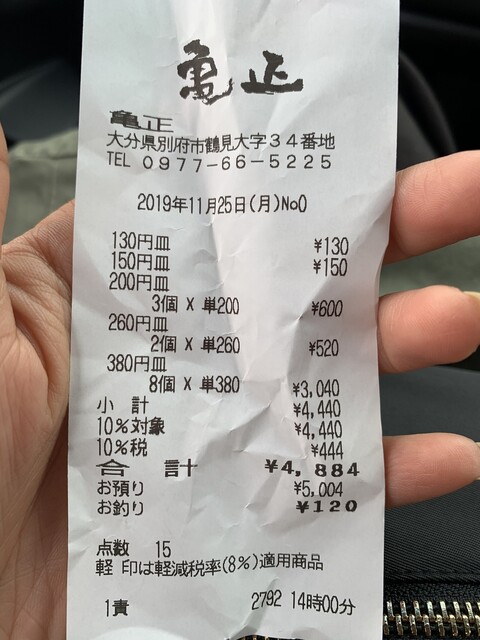 亀正
亀正
大分県別府市鶴見大字34番地
TEL 0977-66-5225
2019年11月25日(月)No0
130円皿 ¥130
150円皿 ¥150
200円皿
3個 X 単200 ¥600
260円皿
2個 X 単260 ¥520
380円皿
8個 X 単380 ¥3,040
小 計 ¥4,440
10%対象 ¥4,440
10%税 ¥444
合 計 ¥4,884
お預り ¥5,004
お釣り ¥120
点数 15
軽 印は軽減税率(8%)適用商品
1責 2792 14時00分